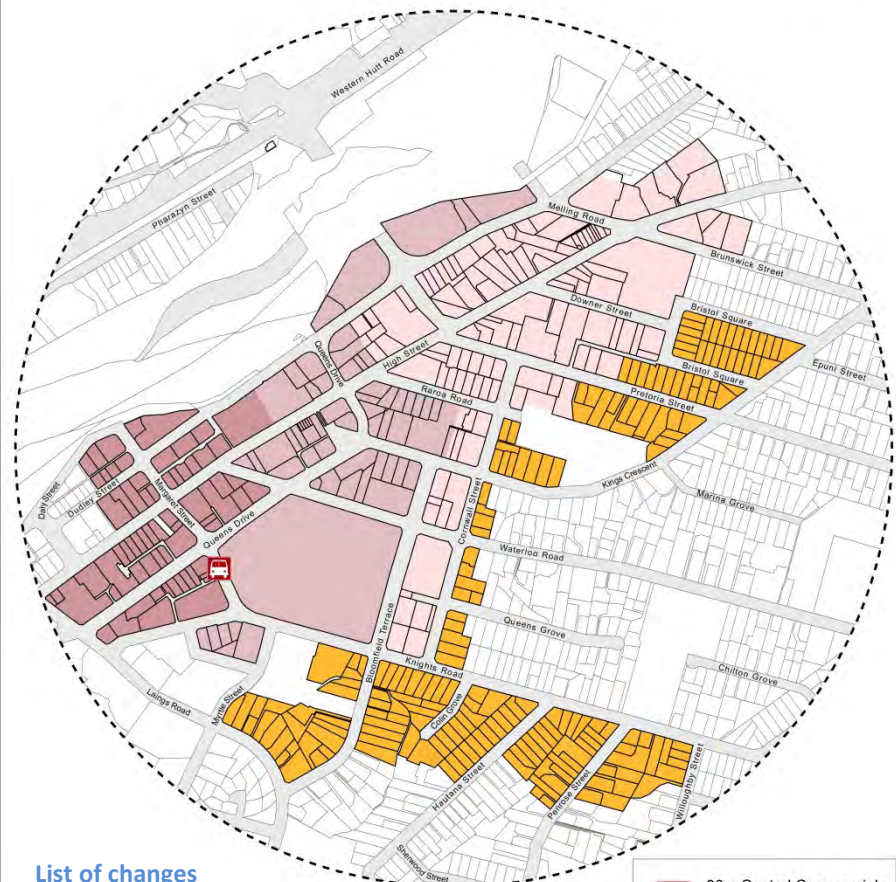 Western Hutt Road
Pharazyn Street
Melling Road
Brunswick Street
Downer Street
Bristol Square
Queens Drive
High Street
Bristol Square
Epuni Street
Pretoria Street
Raroa Road
Kings Crescent
Marina Grove
Daly Street
Dudley Street
Margaret Street
Queens Drive
Cornwall Street
Waterloo Road
Queens Grove
Bloomfield Terrace
Knights Road
Chilton Grove
Laings Road
Myrtle Street
Colin Grove
Hautana Street
Penrose Street
Willoughby Street
Sherwood Street
List of changes